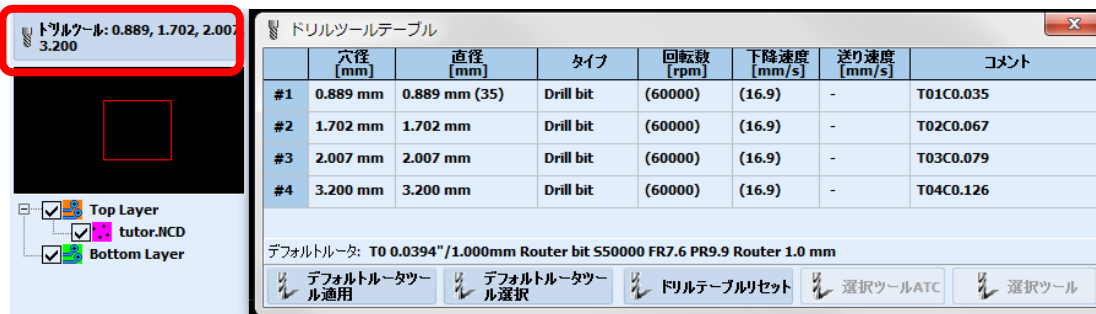 ドリルツール: 0.889, 1.702, 2.007
3.200
Top Layer
tutor.NCD
Bottom Layer
ドリルツールテーブル
穴径 [mm] 直径 [mm] タイプ 回転数 [rpm] 下降速度 [mm/s] 送り速度 [mm/s] コメント
#1 0.889 mm 0.889 mm (35) Drill bit (60000) (16.9) - T01C0.035
#2 1.702 mm 1.702 mm Drill bit (60000) (16.9) - T02C0.067
#3 2.007 mm 2.007 mm Drill bit (60000) (16.9) - T03C0.079
#4 3.200 mm 3.200 mm Drill bit (60000) (16.9) - T04C0.126
デフォルトルータ: T0 0.0394"/1.000mm Router bit S50000 FR7.6 PR9.9 Router 1.0 mm
デフォルトルータツー
ル適用
デフォルトルータツー
ル選択
ドリルテーブルリセット
選択ツールATC
選択ツール